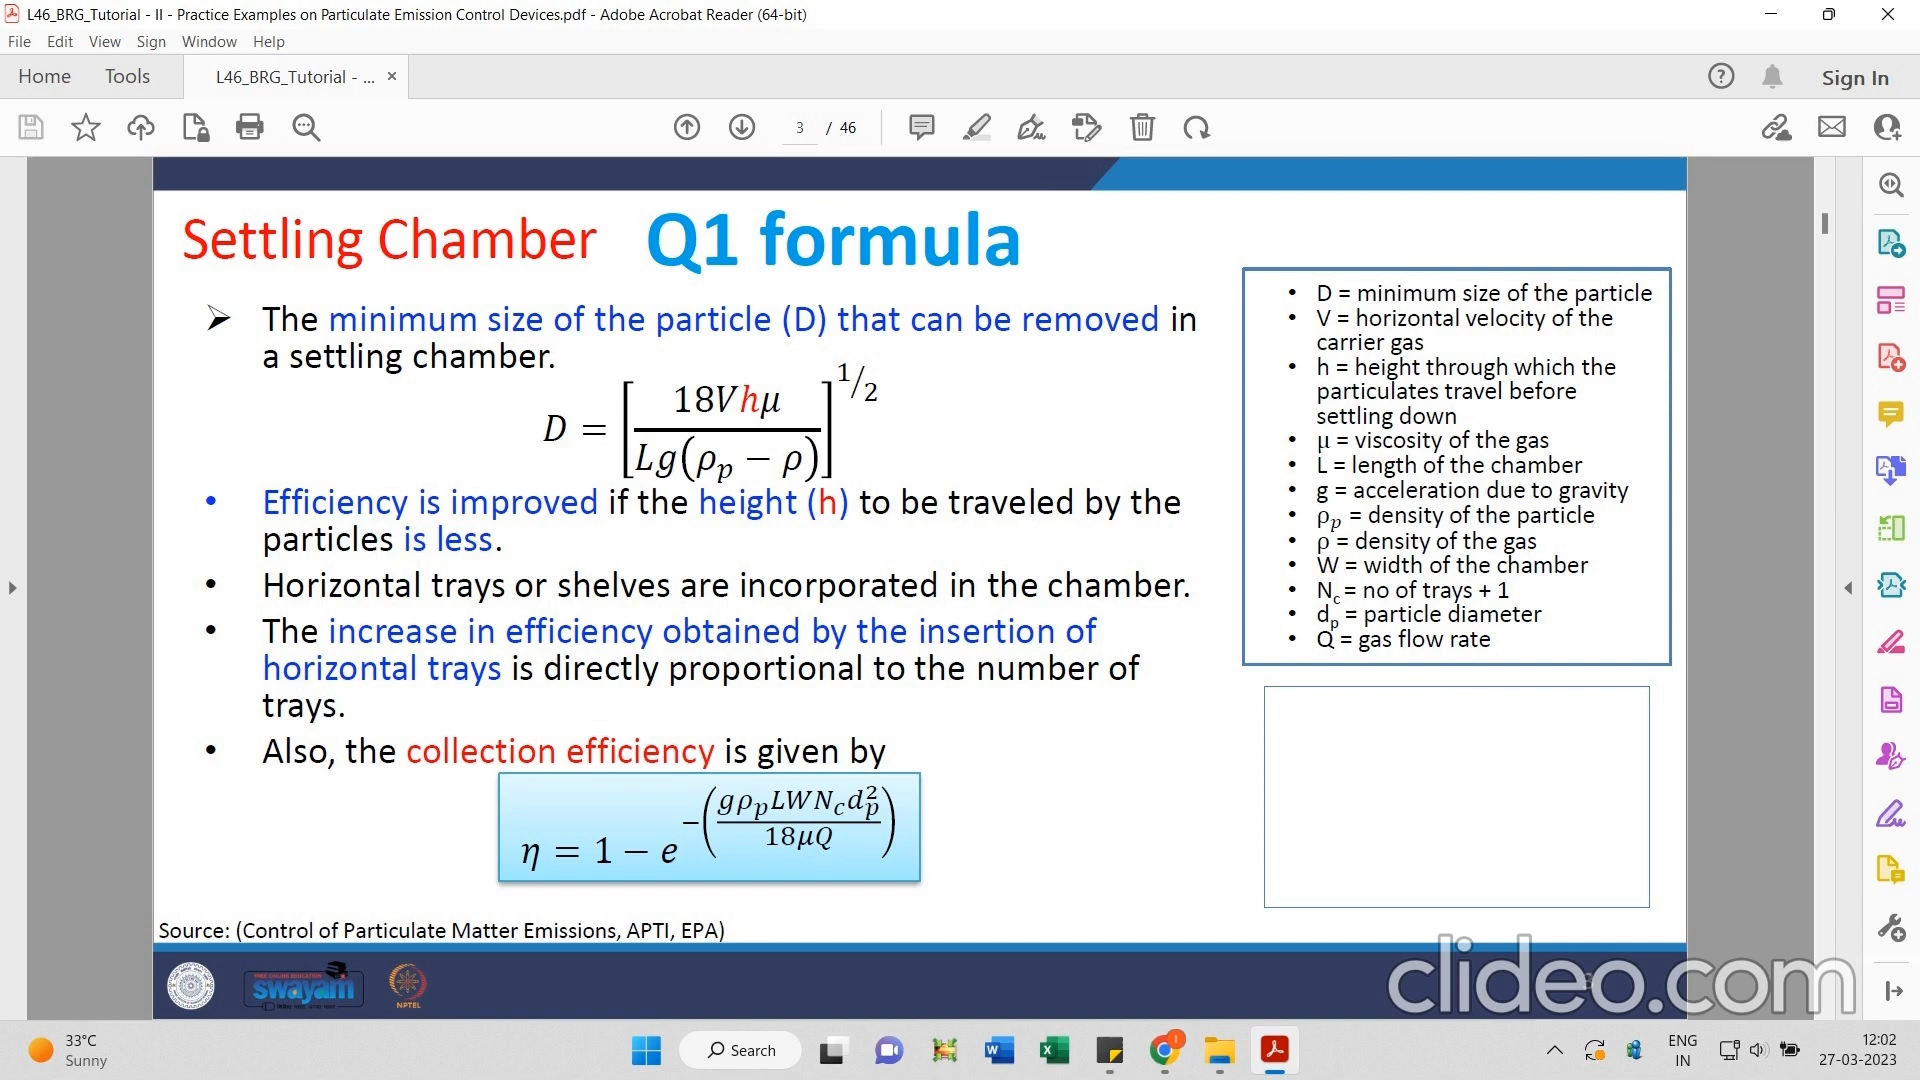 L46_BRG_Tutorial - II - Practice Examples on Particulate Emission Control Devices.pdf - Adobe Acrobat Reader (64-bit)
File Edit View Sign Window Help
Home Tools L46_BRG_Tutorial - ... × Sign In
3 / 46
Settling Chamber Q1 formula
➢ The minimum size of the particle (D) that can be removed in
a settling chamber.
D = [18Vhμ / Lg(ρ_p − ρ)]^1/2
• Efficiency is improved if the height (h) to be traveled by the
particles is less.
• Horizontal trays or shelves are incorporated in the chamber.
• The increase in efficiency obtained by the insertion of
horizontal trays is directly proportional to the number of
trays.
• Also, the collection efficiency is given by
η = 1 − e^−(gρ_pLWN_cd_p^2 / 18μQ)
• D = minimum size of the particle
• V = horizontal velocity of the
carrier gas
• h = height through which the
particulates travel before
settling down
• μ = viscosity of the gas
• L = length of the chamber
• g = acceleration due to gravity
• ρ_p = density of the particle
• ρ = density of the gas
• W = width of the chamber
• N_c = no of trays + 1
• d_p = particle diameter
• Q = gas flow rate
Source: (Control of Particulate Matter Emissions, APTI, EPA)
FREE ONLINE EDUCATION
swayam
NPTEL
clideo.com
33°C
Sunny
Search
ENG
IN
12:02
27-03-2023